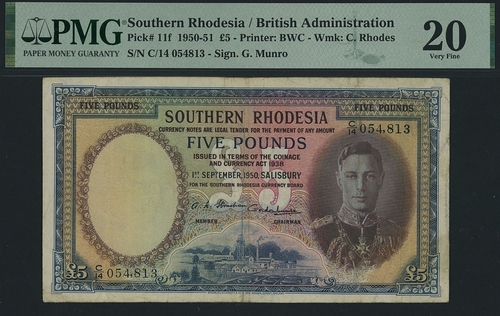 PMG
PAPER MONEY GUARANTY
Southern Rhodesia / British Administration
Pick# 11f 1950-51 £5 - Printer: BWC - Wmk: C. Rhodes
S/N C/14 054813 - Sign. G. Munro
20
Very Fine
FIVE POUNDS
FIVE POUNDS
SOUTHERN RHODESIA
CURRENCY NOTES ARE LEGAL TENDER FOR THE PAYMENT OF ANY AMOUNT
C/14 054,813
FIVE POUNDS
£5
ISSUED IN TERMS OF THE COINAGE
AND CURRENCY ACT 1938
1ST SEPTEMBER, 1950, SALISBURY
FOR THE SOUTHERN RHODESIA CURRENCY BOARD
MEMBER
CHAIRMAN
£5
C/14 054,813
£5